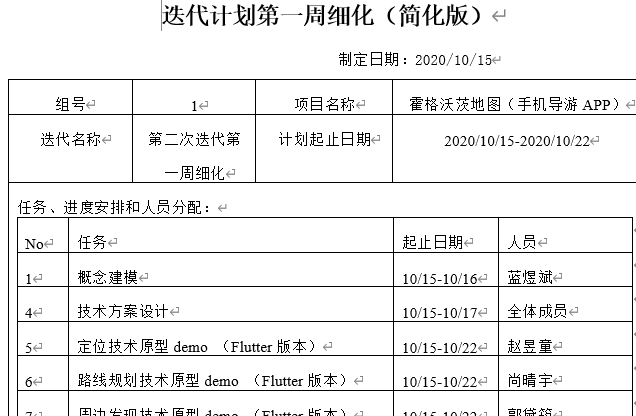 迭代计划第一周细化（简化版）
制定日期：2020/10/15
组号 1 项目名称 霍格沃茨地图（手机导游 APP）
迭代名称 第二次迭代第一周细化 计划起止日期 2020/10/15-2020/10/22
任务、进度安排和人员分配：
No 任务 起止日期 人员
1 概念建模 10/15-10/16 蓝煜斌
4 技术方案设计 10/15-10/17 全体成员
5 定位技术原型 demo （Flutter 版本） 10/15-10/22 赵昱童
6 路线规划技术原型 demo （Flutter 版本） 10/15-10/22 尚晴宇
7 周边发现技术原型 demo （Flutter 版本） 10/15-10/22